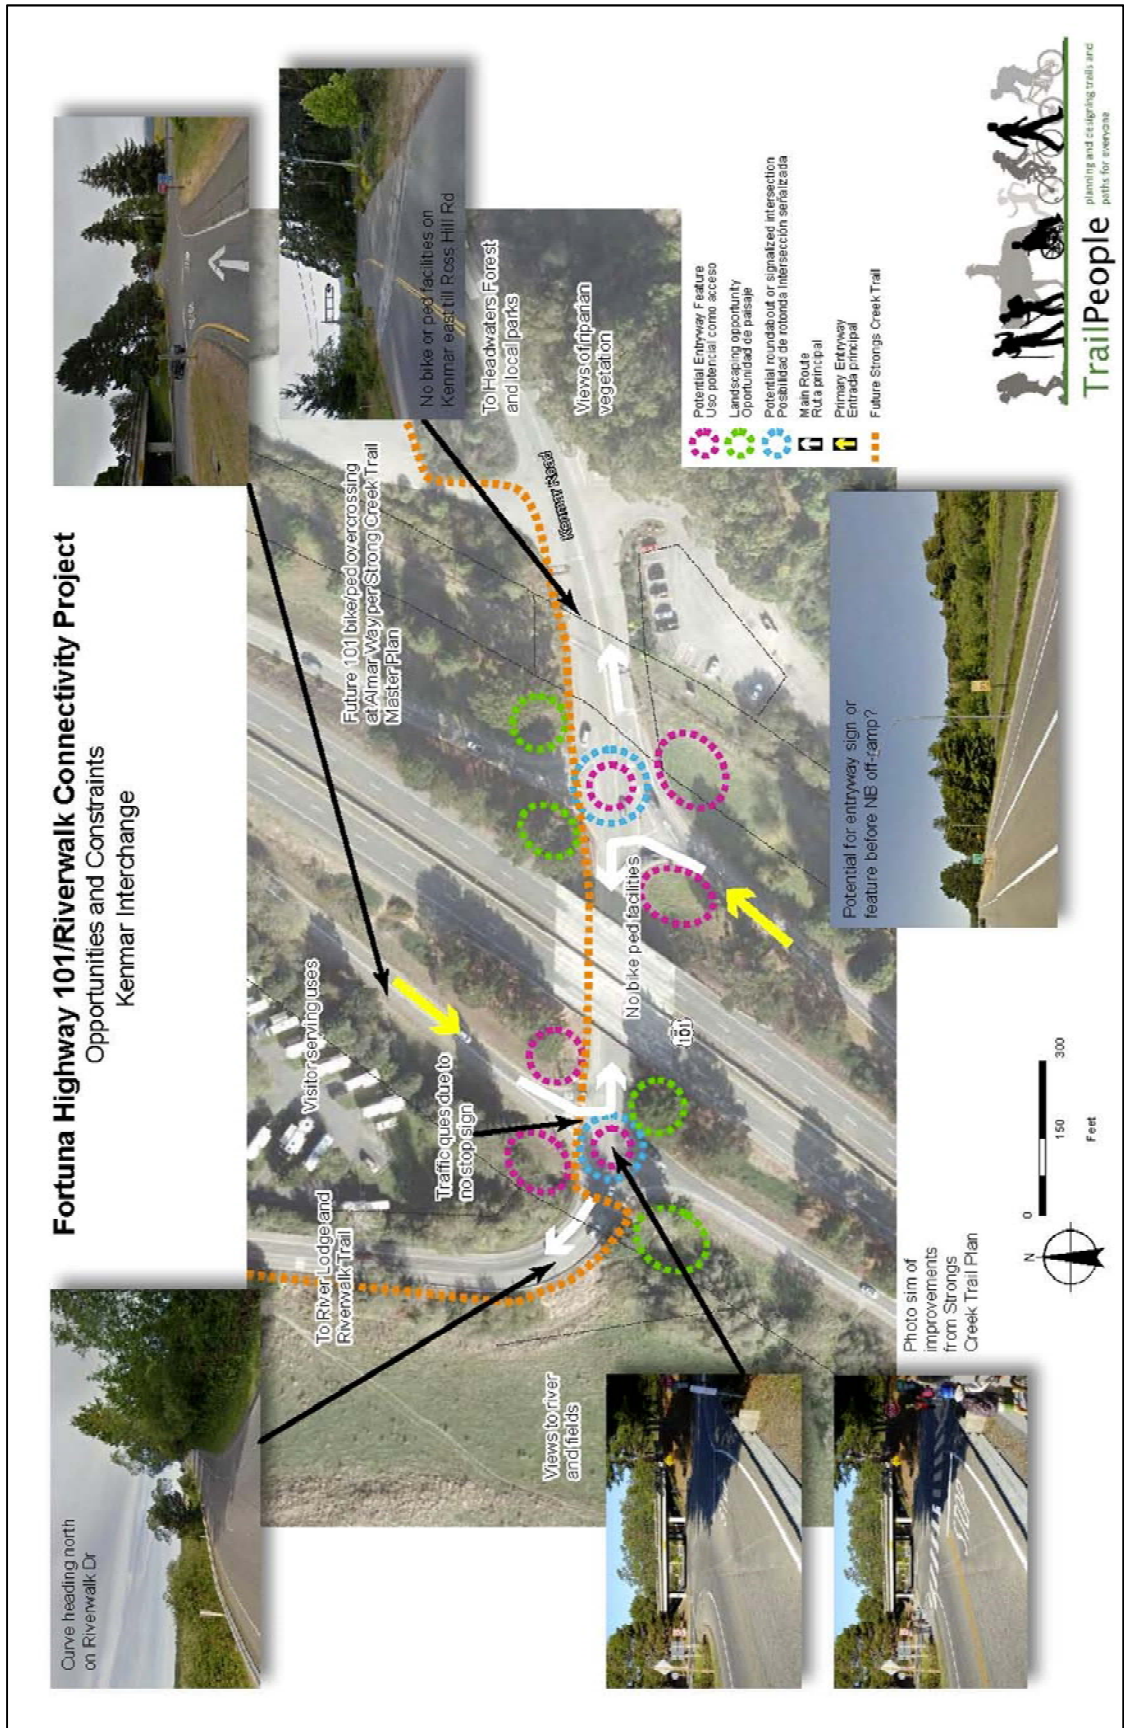 Fortuna Highway 101/Riverwalk Connectivity Project
Opportunities and Constraints
Kenmar Interchange
Curve heading north
on Riverwalk Dr
To River Lodge and
Riverwalk Trail
Visitor serving uses
Traffic ques due to
no stop sign
Future 101 bike/ped overcrossing
at Almar Way per Strong Creek Trail
Master Plan
No bike or ped facilities on
Kenmar east till Ross Hill Rd
To Headwaters Forest
and local parks
Views of riparian
vegetation
Kenmar Road
Views to river
and fields
No bike ped facilities
101
Potential Entryway Feature
Uso potencial como acceso
Landscaping opportunity
Oportunidad de paisaje
Potential roundabout or signalized intersection
Posibilidad de rotonda Intersección señalizada
Main Route
Ruta principal
Primary Entryway
Entrada principal
Future Strongs Creek Trail
Potential for entryway sign or
feature before NB off-ramp?
Photo sim of
improvements
from Strongs
Creek Trail Plan
STOP
N
0 150 300
Feet
TrailPeople
planning and designing trails and
paths for everyone